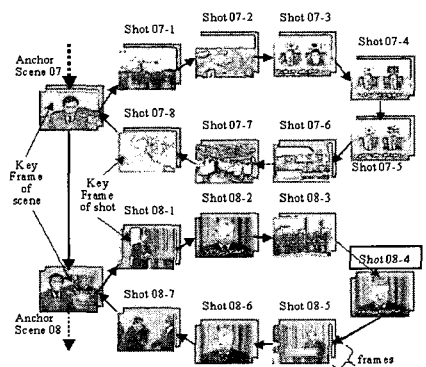 Shot 07-1
Shot 07-2
Shot 07-3
Shot 07-4
Anchor
Scene 07
Shot 07-8
Shot 07-7
Shot 07-6
Shot 07-5
Key
Frame
of
scene
Key
Frame
of shot
Shot 08-1
Shot 08-2
Shot 08-3
Shot 08-4
Anchor
Scene 08
Shot 08-7
Shot 08-6
Shot 08-5
frames